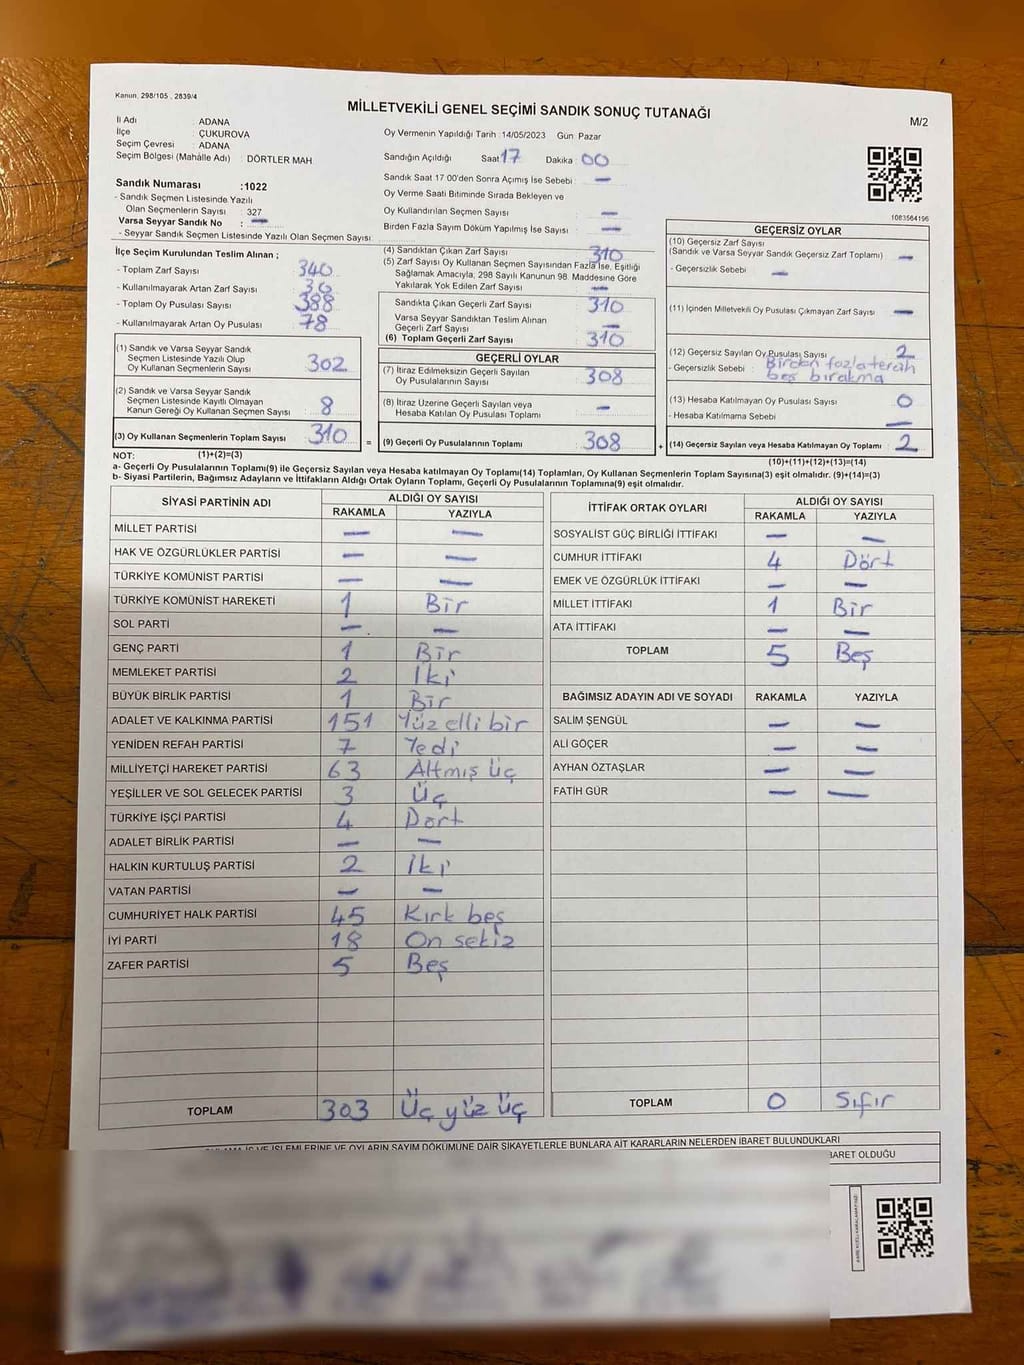 Kanun, 298/105 , 2839/4
MİLLETVEKİLİ GENEL SEÇİMİ SANDIK SONUÇ TUTANAĞI
M/2
İl Adı : ADANA
İlçe : ÇUKUROVA
Seçim Çevresi : ADANA
Seçim Bölgesi (Mahalle Adı) : DÖRTLER MAH
Oy Vermenin Yapıldığı Tarih :14/05/2023 Gün Pazar
Sandığın Açıldığı Saat 17 Dakika 00
Sandık Saat 17 00'den Sonra Açımış İse Sebebi : —
Oy Verme Saati Bitiminde Sırada Bekleyen ve
Oy Kullandırılan Seçmen Sayısı —
Birden Fazla Sayım Döküm Yapılmış İse Sayısı : —
Sandık Numarası :1022
- Sandık Seçmen Listesinde Yazılı
Olan Seçmenlerin Sayısı : 327
Varsa Seyyar Sandık No : —
- Seyyar Sandık Seçmen Listesinde Yazılı Olan Seçmen Sayısı:
1083564196
İlçe Seçim Kurulundan Teslim Alınan ;
- Toplam Zarf Sayısı 340
- Kullanılmayarak Artan Zarf Sayısı : 30
- Toplam Oy Pusulası Sayısı : 388
- Kullanılmayarak Artan Oy Pusulası : 78
(1) Sandık ve Varsa Seyyar Sandık
Seçmen Listesinde Yazılı Olup
Oy Kullanan Seçmenlerin Sayısı : 302
(2) Sandık ve Varsa Seyyar Sandık
Seçmen Listesinde Kayıtlı Olmayan
Kanun Gereği Oy Kullanan Seçmen Sayısı : 8
(3) Oy Kullanan Seçmenlerin Toplam Sayısı : 310 =
(4) Sandıktan Çıkan Zarf Sayısı : 310
(5) Zarf Sayısı Oy Kullanan Seçmen Sayısından Fazla İse, Eşitliği
Sağlamak Amacıyla, 298 Sayılı Kanunun 98. Maddesine Göre
Yakılarak Yok Edilen Zarf Sayısı : —
Sandıkta Çıkan Geçerli Zarf Sayısı : 310
Varsa Seyyar Sandıktan Teslim Alınan
Geçerli Zarf Sayısı : —
(6) Toplam Geçerli Zarf Sayısı : 310
GEÇERLİ OYLAR
(7) İtiraz Edilmeksizin Geçerli Sayılan
Oy Pusulalarının Sayısı : 308
(8) İtiraz Üzerine Geçerli Sayılan veya
Hesaba Katılan Oy Pusulası Toplamı : —
(9) Geçerli Oy Pusulalarının Toplamı : 308 +
GEÇERSİZ OYLAR
(10) Geçersiz Zarf Sayısı
(Sandık ve Varsa Seyyar Sandık Geçersiz Zarf Toplamı) : —
- Geçersizlik Sebebi : —
(11) İçinden Milletvekili Oy Pusulası Çıkmayan Zarf Sayısı : —
(12) Geçersiz Sayılan Oy Pusulası Sayısı : 2
- Geçersizlik Sebebi : Birden fazla tercih
beş bırakma
(13) Hesaba Katılmayan Oy Pusulası Sayısı : 0
- Hesaba Katılmama Sebebi : —
(14) Geçersiz Sayılan veya Hesaba Katılmayan Oy Toplamı : 2
NOT: (1)+(2)=(3)
(10)+(11)+(12)+(13)=(14)
a- Geçerli Oy Pusulalarının Toplamı(9) ile Geçersiz Sayılan veya Hesaba katılmayan Oy Toplamı(14) Toplamları, Oy Kullanan Seçmenlerin Toplam Sayısına(3) eşit olmalıdır. (9)+(14)=(3)
b- Siyasi Partilerin, Bağımsız Adayların ve İttifakların Aldığı Ortak Oyların Toplamı, Geçerli Oy Pusulalarının Toplamına(9) eşit olmalıdır.
SİYASİ PARTİNİN ADI ALDIĞI OY SAYISI
RAKAMLA YAZIYLA
MİLLET PARTİSİ — —
HAK VE ÖZGÜRLÜKLER PARTİSİ — —
TÜRKİYE KOMÜNİST PARTİSİ — —
TÜRKİYE KOMÜNİST HAREKETİ 1 Bir
SOL PARTİ — —
GENÇ PARTİ 1 Bir
MEMLEKET PARTİSİ 2 İki
BÜYÜK BİRLİK PARTİSİ 1 Bir
ADALET VE KALKINMA PARTİSİ 151 Yüz elli bir
YENİDEN REFAH PARTİSİ 7 Yedi
MİLLİYETÇİ HAREKET PARTİSİ 63 Altmış üç
YEŞİLLER VE SOL GELECEK PARTİSİ 3 Üç
TÜRKİYE İŞÇİ PARTİSİ 4 Dört
ADALET BİRLİK PARTİSİ — —
HALKIN KURTULUŞ PARTİSİ 2 İki
VATAN PARTİSİ — —
CUMHURİYET HALK PARTİSİ 45 Kırk beş
İYİ PARTİ 18 On sekiz
ZAFER PARTİSİ 5 Beş
TOPLAM 303 Üç yüz üç
İTTİFAK ORTAK OYLARI ALDIĞI OY SAYISI
RAKAMLA YAZIYLA
SOSYALİST GÜÇ BİRLİĞİ İTTİFAKI — —
CUMHUR İTTİFAKI 4 Dört
EMEK VE ÖZGÜRLÜK İTTİFAKI — —
MİLLET İTTİFAKI 1 Bir
ATA İTTİFAKI — —
TOPLAM 5 Beş
BAĞIMSIZ ADAYIN ADI VE SOYADI RAKAMLA YAZIYLA
SALİM ŞENGÜL — —
ALİ GÖÇER — —
AYHAN ÖZTAŞLAR — —
FATİH GÜR — —
TOPLAM 0 Sıfır
İŞLEMLERİNE VE OYLARIN SAYIM DÖKÜMÜNE DAİR ŞİKAYETLERLE BUNLARA AİT KARARLARIN NELERDEN İBARET BULUNDUKLARI
BARET OLDUĞU